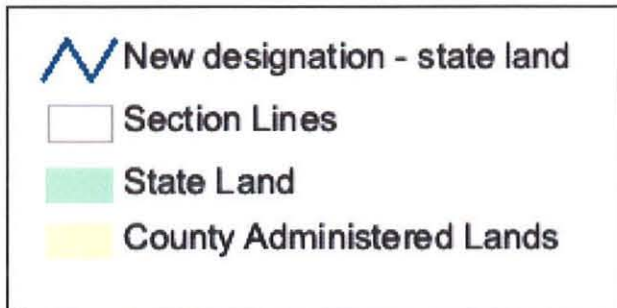 New designation - state land
Section Lines
State Land
County Administered Lands